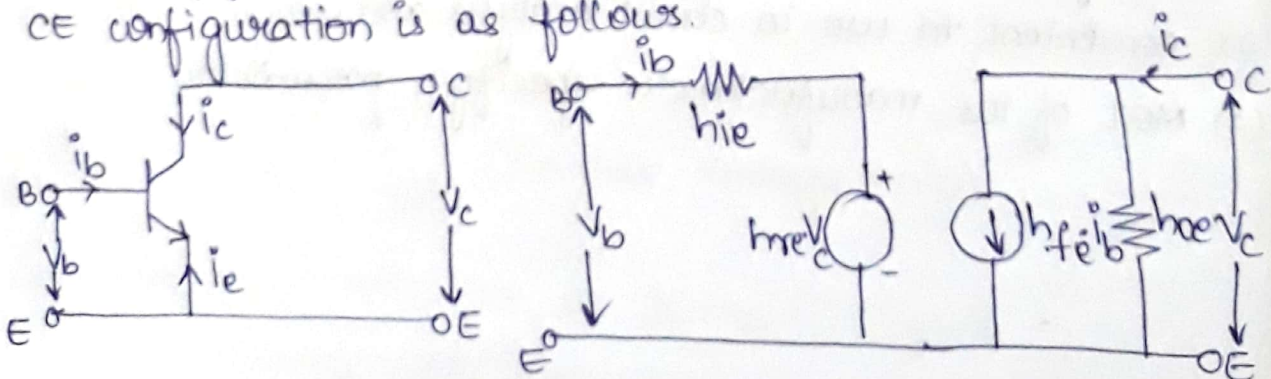 CE configuration is as follows.
ic
C
ib
B
Vb
Vc
ie
E
E
ib
B
hie
Vb
hreVc
+
-
hfeib
hoe
ic
C
Vc
E
E